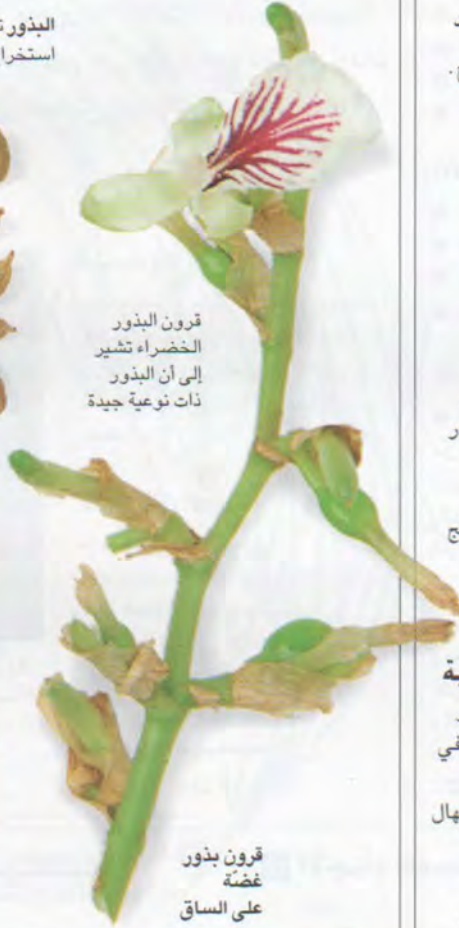 البذور
استخرا
قرون البذور
الخضراء تشير
إلى أن البذور
ذات نوعية جيدة
قرون بذور
غضّة
على الساق